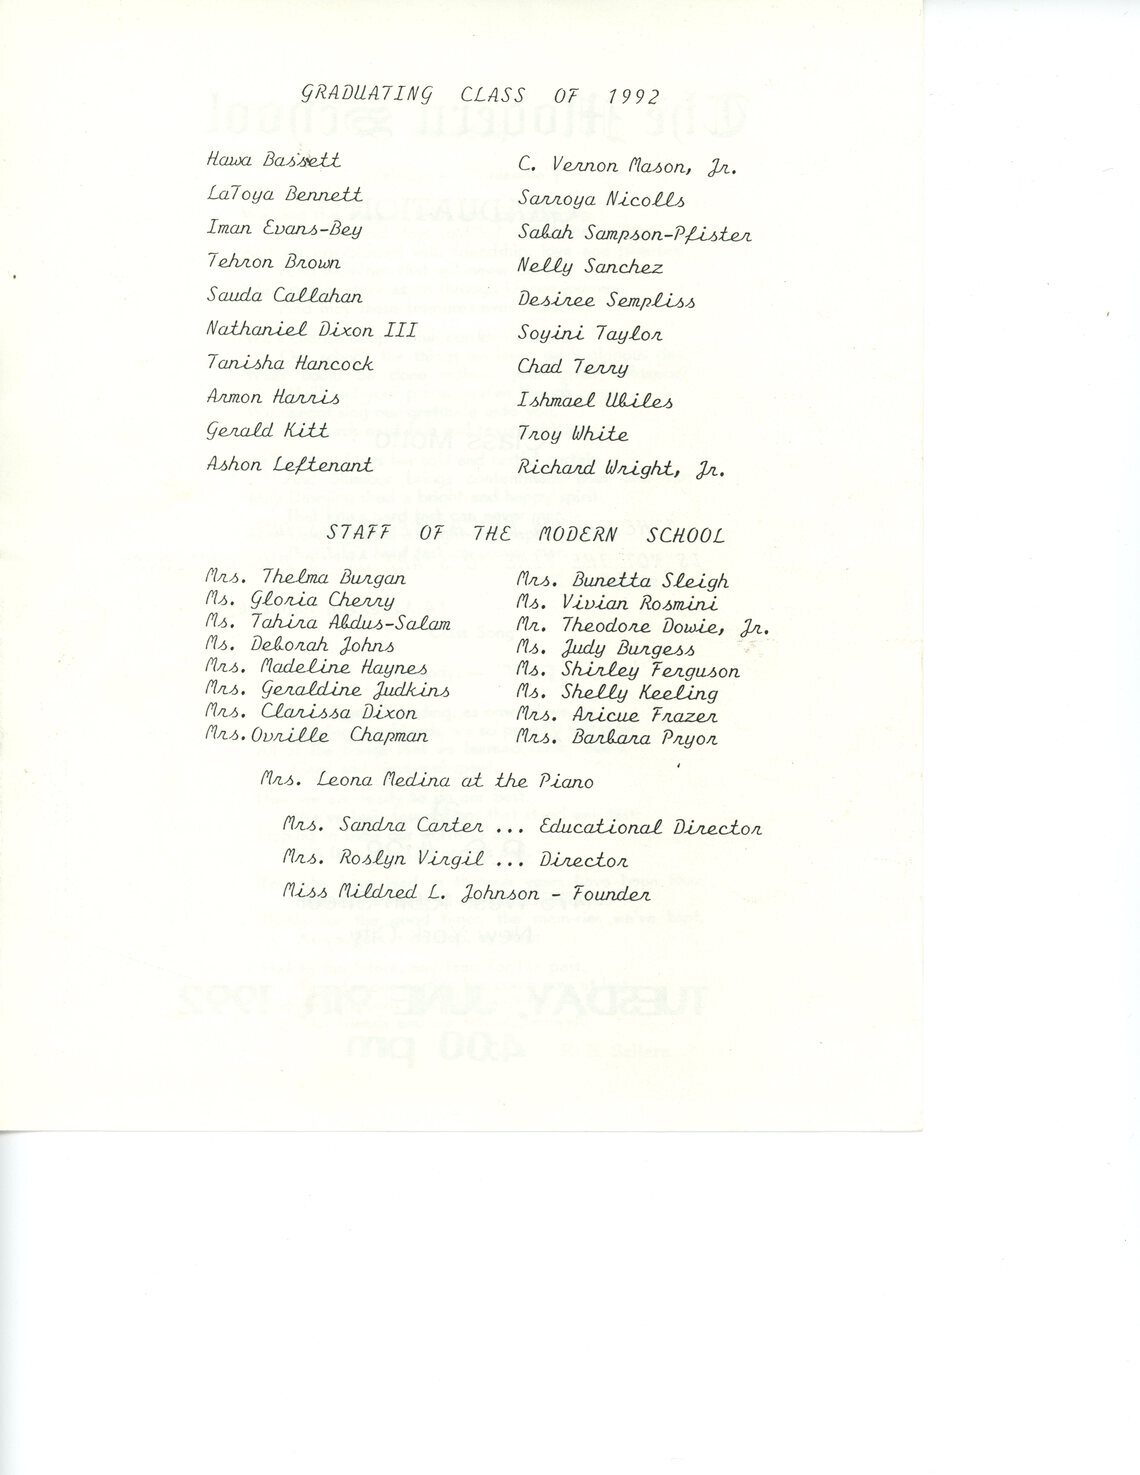 GRADUATING CLASS OF 1992
Hawa Bassett
LaToya Bennett
Iman Evans-Bey
Tehron Brown
Sauda Callahan
Nathaniel Dixon III
Tanisha Hancock
Armon Harris
Gerald Kitt
Ashon Leftenant
C. Vernon Mason, Jr.
Sarroya Nicolls
Sabah Sampson-Pfister
Nelly Sanchez
Desiree Sempliss
Soyini Taylor
Chad Terry
Ishmael Ubiles
Troy White
Richard Wright, Jr.
STAFF OF THE MODERN SCHOOL
Mrs. Thelma Burgan
Ms. Gloria Cherry
Ms. Tahira Abdus-Salam
Ms. Deborah Johns
Mrs. Madeline Haynes
Mrs. Geraldine Judkins
Mrs. Clarissa Dixon
Mrs. Ovrille Chapman
Mrs. Bunetta Sleigh
Ms. Vivian Rosmini
Mr. Theodore Dowie, Jr.
Ms. Judy Burgess
Ms. Shirley Ferguson
Ms. Shelly Keeling
Mrs. Aricue Frazer
Mrs. Barbara Pryor
Mrs. Leona Medina at the Piano
Mrs. Sandra Carter ... Educational Director
Mrs. Roslyn Virgil ... Director
Miss Mildred L. Johnson - Founder